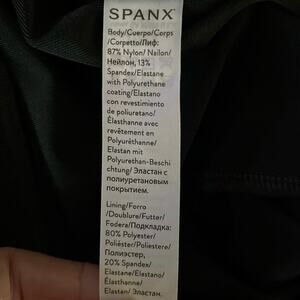 SPANX
Body/Cuerpo/Corps
/Corpetto/Лиф:
87% Nylon/ Nailon/
Нейлон, 13%
Spandex/Elastane
with Polyurethane
coating/Elastano
con revestimiento
de poliuretano/
Élasthanne avec
revêtement en
Polyuréthanne/
Elastan mit
Polyurethan-Beschi
chtung/ Эластан с
полиуретановым
покрытием.
Lining/Forro
/Doublure/Futter/
Fodera/Подкладка:
80% Polyester/
Poliéster/Poliestere/
Полиэстер,
20% Spandex/
Elastane/Elastano/
Élasthanne/
Elastan/ Эластан.